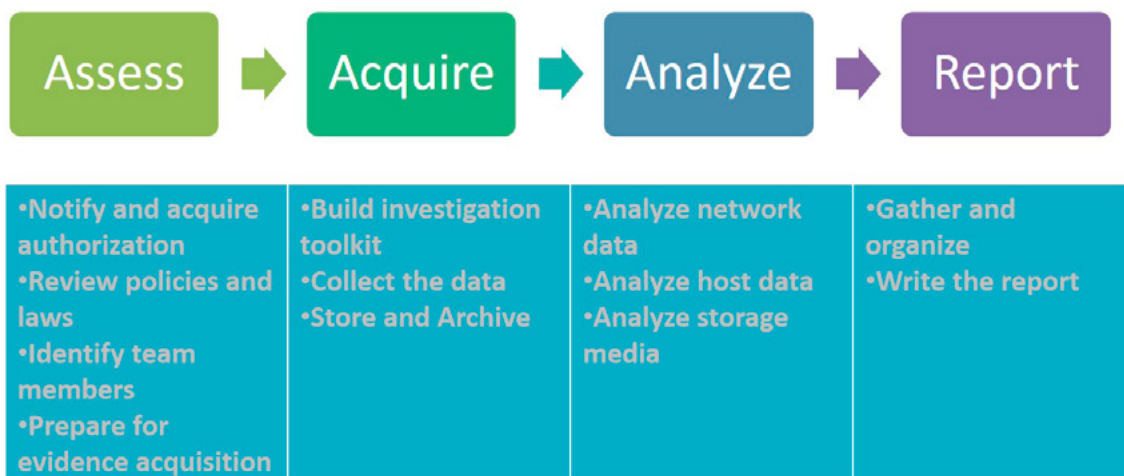 Assess
Acquire
Analyze
Report
•Notify and acquire
authorization
•Review policies and
laws
•Identify team
members
•Prepare for
evidence acquisition
•Build investigation
toolkit
•Collect the data
•Store and Archive
•Analyze network
data
•Analyze host data
•Analyze storage
media
•Gather and
organize
•Write the report